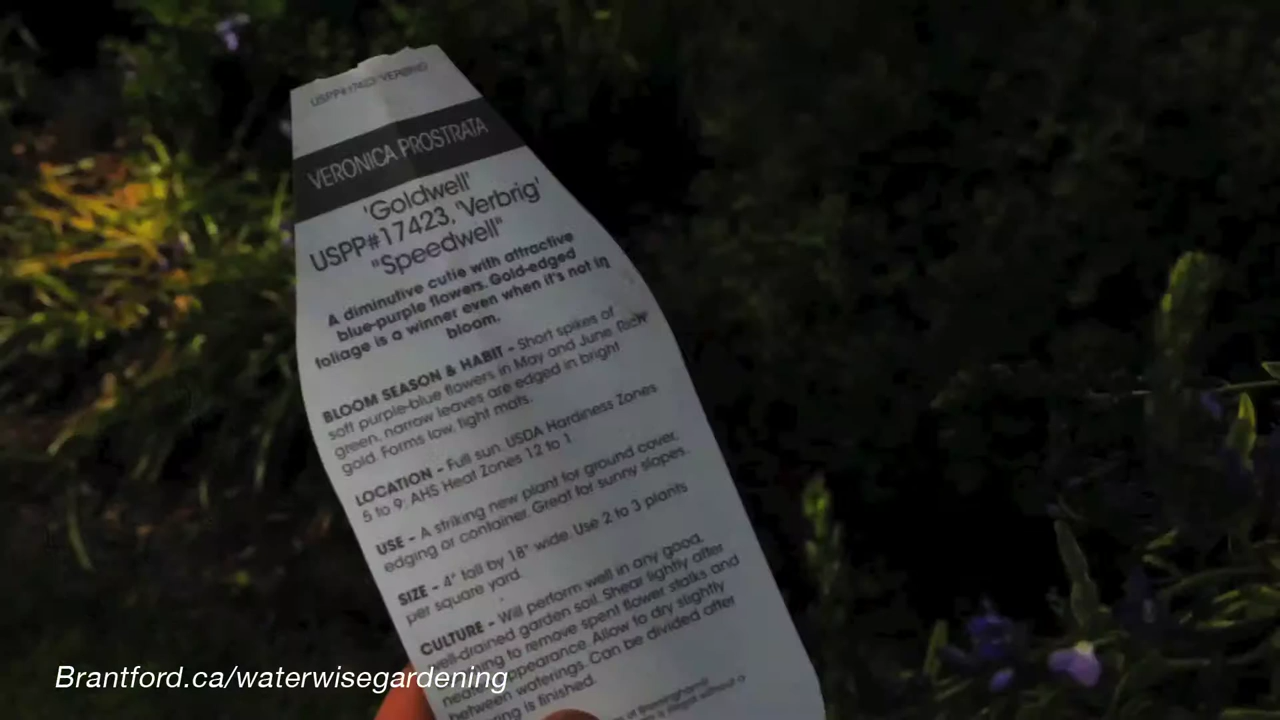 USPP#17423 'VERBRIG'
VERONICA PROSTRATA
'Goldwell'
USPP#17423, 'Verbrig'
"Speedwell"
A diminutive cutie with attractive
blue-purple flowers. Gold-edged
foliage is a winner even when it's not in
bloom.
BLOOM SEASON & HABIT - Short spikes of
soft purple-blue flowers in May and June Rich
green, narrow leaves are edged in bright
gold. Forms low, tight mats.
LOCATION - Full sun. USDA Hardiness Zones
5 to 9; AHS Heat Zones 12 to 1
USE - A striking new plant for ground cover,
edging or container. Great for sunny slopes.
SIZE - 4" tall by 18" wide. Use 2 to 3 plants
per square yard.
CULTURE - Will perform well in any good,
well-drained garden soil. Shear lightly after
to remove spent flower stalks and
appearance. Allow to dry slightly
between waterings. Can be divided after
is finished.
Brantford.ca/waterwisegardening